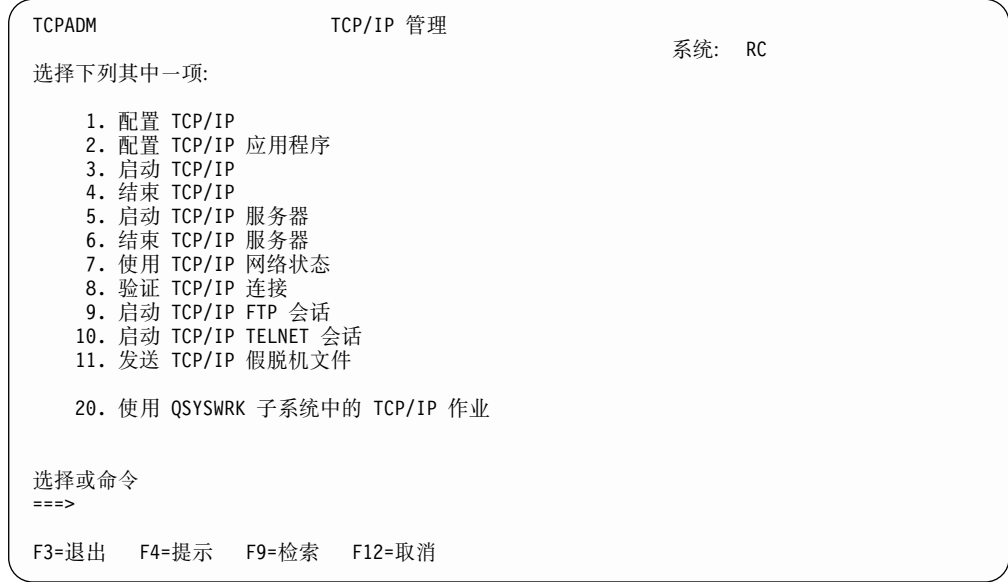 TCPADM TCP/IP 管理
系统: RC
选择下列其中一项:
1. 配置 TCP/IP
2. 配置 TCP/IP 应用程序
3. 启动 TCP/IP
4. 结束 TCP/IP
5. 启动 TCP/IP 服务器
6. 结束 TCP/IP 服务器
7. 使用 TCP/IP 网络状态
8. 验证 TCP/IP 连接
9. 启动 TCP/IP FTP 会话
10. 启动 TCP/IP TELNET 会话
11. 发送 TCP/IP 假脱机文件
20. 使用 QSYSWRK 子系统中的 TCP/IP 作业
选择或命令
===>
F3=退出 F4=提示 F9=检索 F12=取消